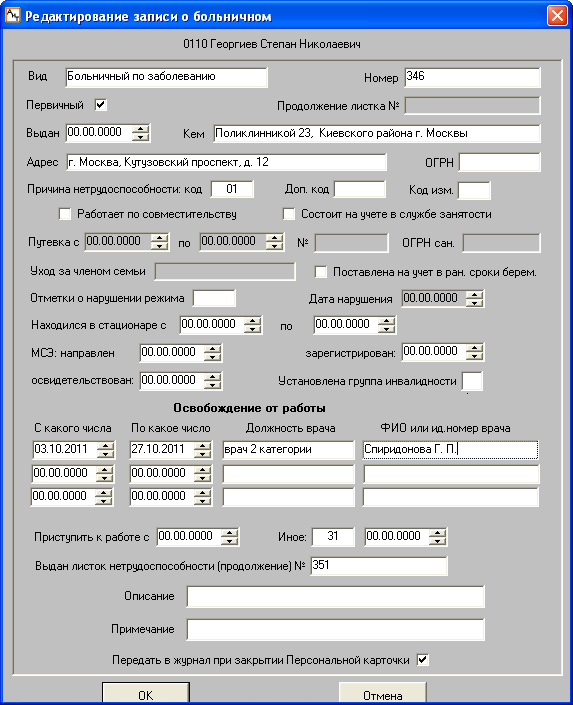 Редактирование записи о больничном
0110 Георгиев Степан Николаевич
Вид Больничный по заболеванию Номер 346
Первичный Продолжение листка №
Выдан 00.00.0000 Кем Поликлинникой 23, Киевского района г. Москвы
Адрес г. Москва, Кутузовский проспект, д. 12 ОГРН
Причина нетрудоспособности: код 01 Доп. код Код изм.
Работает по совместительству Состоит на учете в службе занятости
Путевка с 00.00.0000 по 00.00.0000 № ОГРН сан.
Уход за членом семьи Поставлена на учет в ран. сроки берем.
Отметки о нарушении режима Дата нарушения 00.00.0000
Находился в стационаре с 00.00.0000 по 00.00.0000
МСЭ: направлен 00.00.0000 зарегистрирован: 00.00.0000
освидетельствован: 00.00.0000 Установлена группа инвалидности
Освобождение от работы
С какого числа По какое число Должность врача ФИО или ид.номер врача
03.10.2011 27.10.2011 врач 2 категории Спиридонова Г. П.
00.00.0000 00.00.0000
00.00.0000 00.00.0000
Приступить к работе с 00.00.0000 Иное: 31 00.00.0000
Выдан листок нетрудоспособности (продолжение) № 351
Описание
Примечание
Передать в журнал при закрытии Персональной карточки
OK Отмена